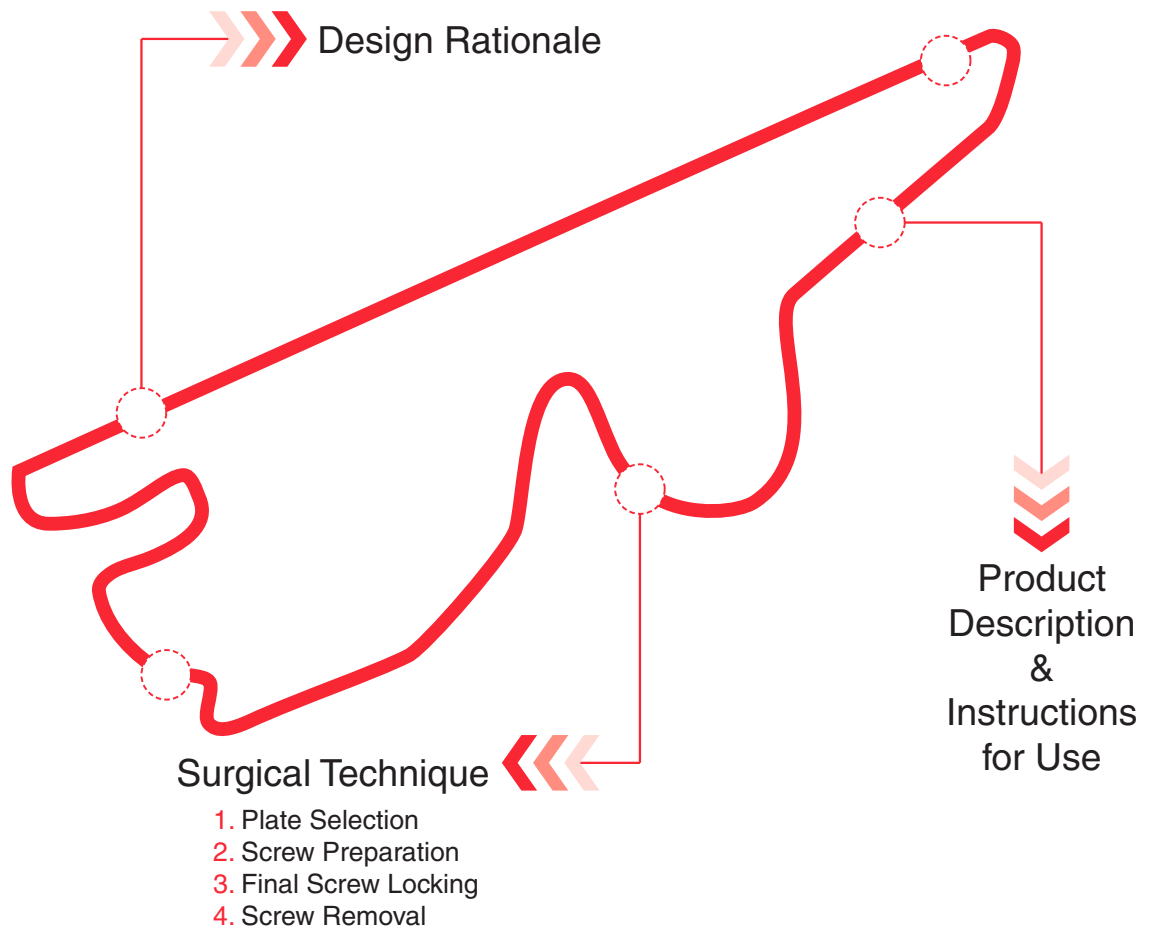 Design Rationale
Product
Description
&
Instructions
for Use
Surgical Technique
1. Plate Selection
2. Screw Preparation
3. Final Screw Locking
4. Screw Removal